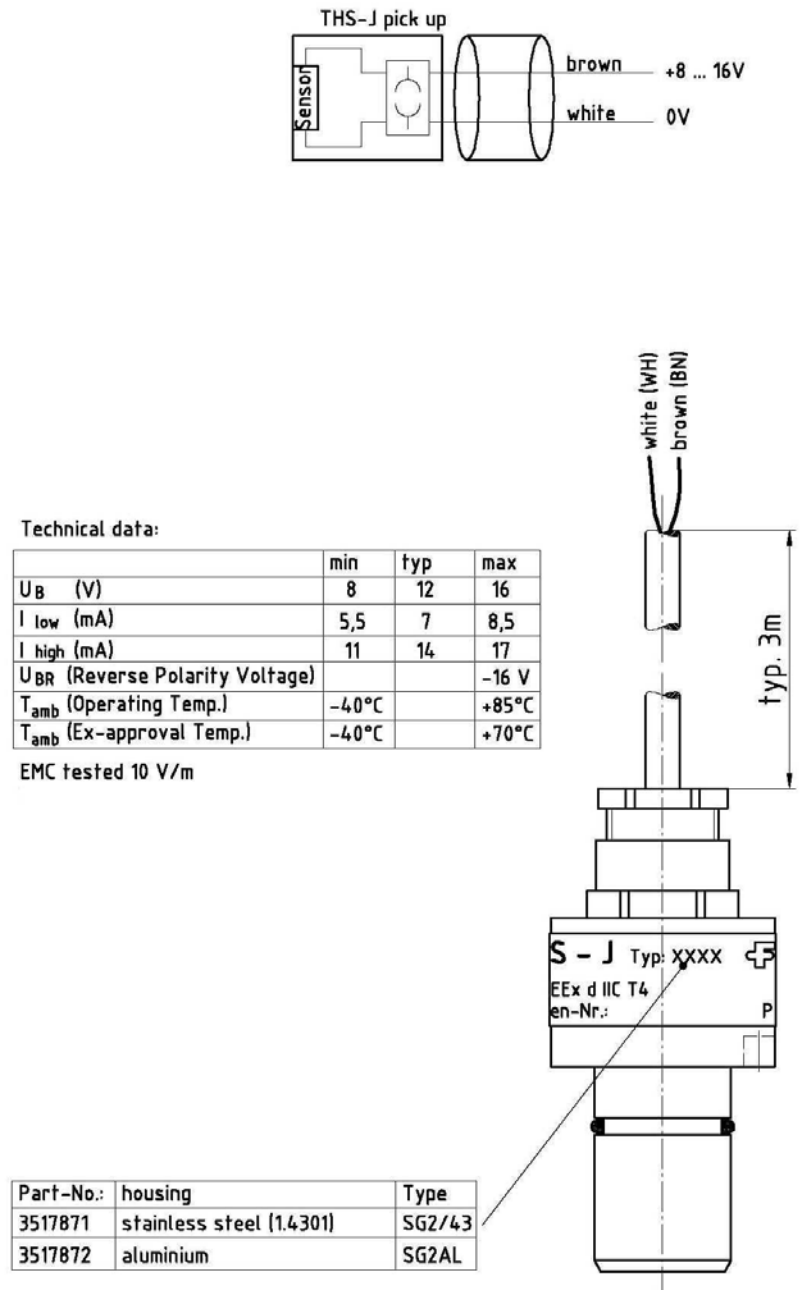 THS-J pick up
Sensor
brown +8 ... 16V
white 0V
white (WH)
brown (BN)
typ. 3m
Technical data:
min typ max
UB (V) 8 12 16
I low (mA) 5,5 7 8,5
I high (mA) 11 14 17
UBR (Reverse Polarity Voltage) -16 V
Tamb (Operating Temp.) -40°C +85°C
Tamb (Ex-approval Temp.) -40°C +70°C
EMC tested 10 V/m
S - J Typ: XXXX
EEx d IIC T4
en-Nr.: P
Part-No.: housing Type
3517871 stainless steel (1.4301) SG2/43
3517872 aluminium SG2AL